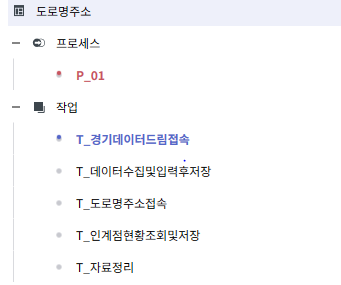 도로명주소
프로세스
P_01
작업
T_경기데이터드림접속
T_데이터수집및입력후저장
T_도로명주소접속
T_인계점현황조회및저장
T_자료정리